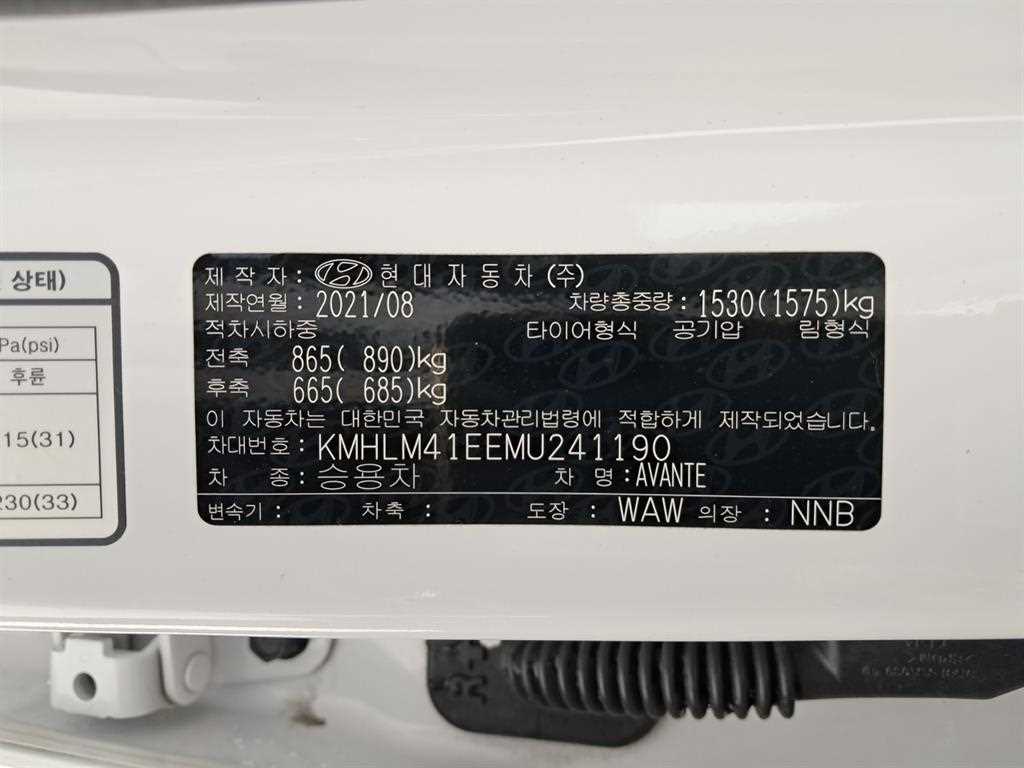 상태)
Pa(psi)
후륜
15(31)
230(33)
제 작 자 : 현 대 자 동 차 (주)
제작연월 : 2021/08 차량총중량 : 1530(1575)kg
적차시하중 타이어형식 공기압 림형식
전축 865( 890)kg
후축 665( 685)kg
이 자동차는 대한민국 자동차관리법령에 적합하게 제작되었습니다.
차대번호 : KMHLM41EEMU241190
차 종 : 승용차 차 명 : AVANTE
변속기 : 차축 : 도장 : WAW 의장 : NNB